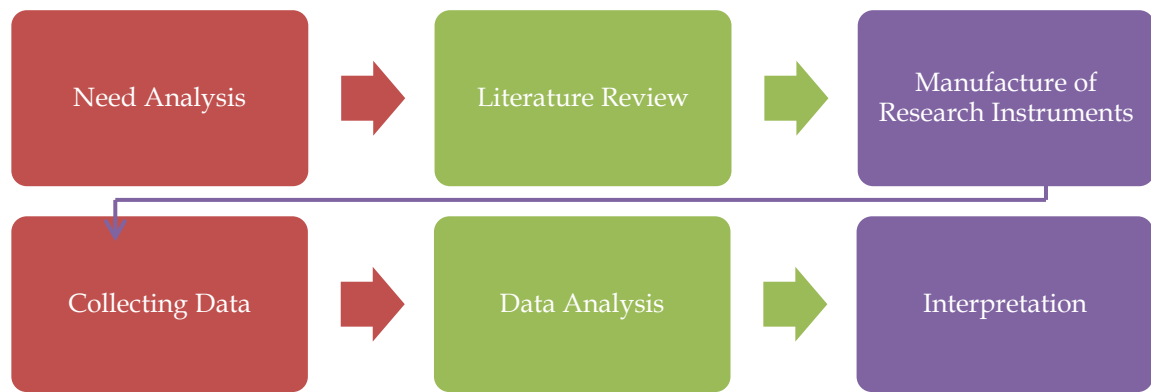 Need Analysis
Literature Review
Manufacture of
Research Instruments
Collecting Data
Data Analysis
Interpretation